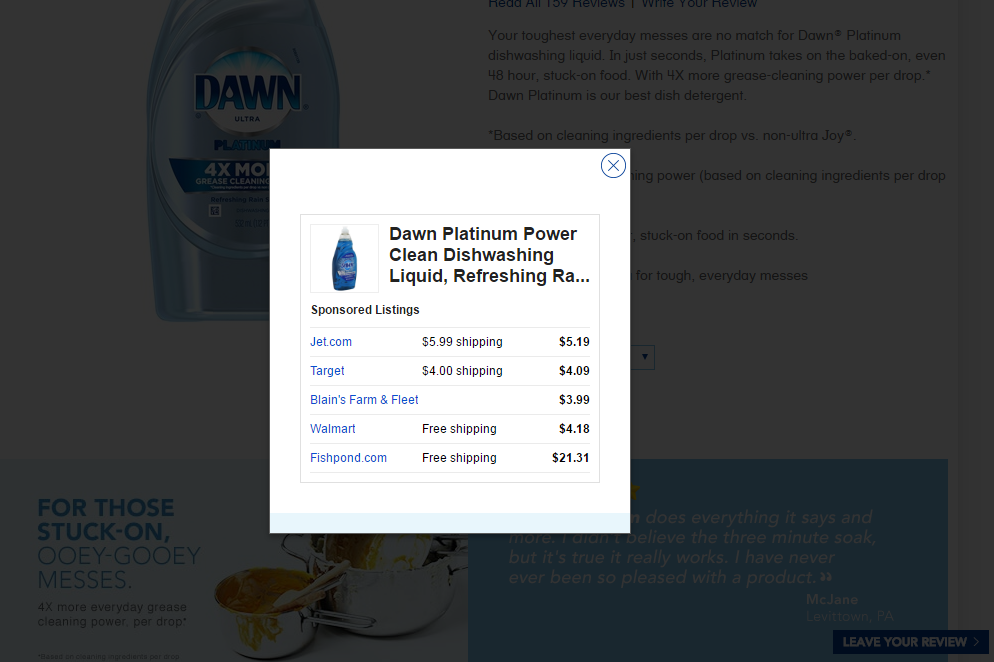 Read All 159 Reviews | Write Your Review
Your toughest everyday messes are no match for Dawn® Platinum
dishwashing liquid. In just seconds, Platinum takes on the baked-on, even
48 hour, stuck-on food. With 4X more grease-cleaning power per drop.*
Dawn Platinum is our best dish detergent.
*Based on cleaning ingredients per drop vs. non-ultra Joy®.
power (based on cleaning ingredients per drop
, stuck-on food in seconds.
for tough, everyday messes
DAWN®
ULTRA
PLATINUM
4X MO
GREASE CLEANING
Dawn Platinum Power
Clean Dishwashing
Liquid, Refreshing Ra...
Sponsored Listings
Jet.com $5.99 shipping $5.19
Target $4.00 shipping $4.09
Blain's Farm & Fleet $3.99
Walmart Free shipping $4.18
Fishpond.com Free shipping $21.31
FOR THOSE
STUCK-ON,
OOEY-GOOEY
MESSES.
4X more everyday grease
cleaning power, per drop*
*Based on cleaning ingredients per drop
does everything it says and
more. I didn't believe the three minute soak,
but it's true it really works. I have never
ever been so pleased with a product.”
McJane
Levittown, PA
LEAVE YOUR REVIEW >